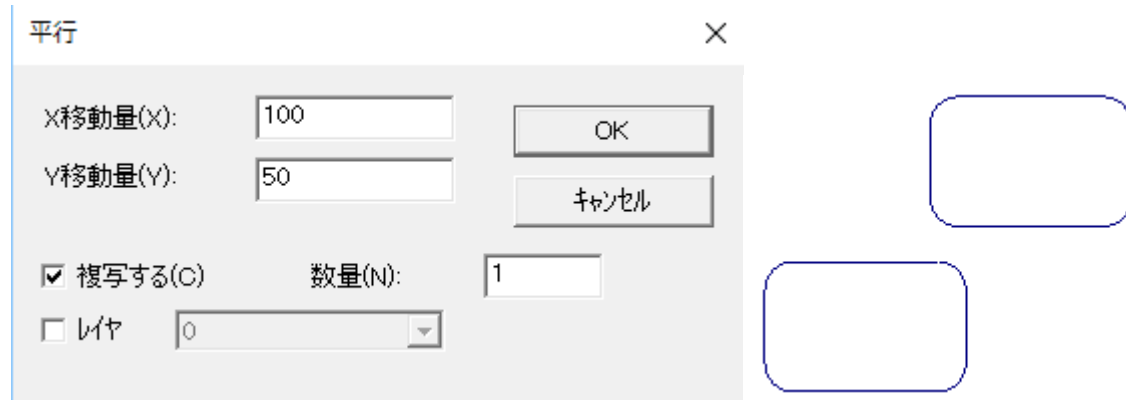 平行
X移動量(X): 100
OK
Y移動量(Y): 50
キャンセル
複写する(C) 数量(N): 1
レイヤ 0